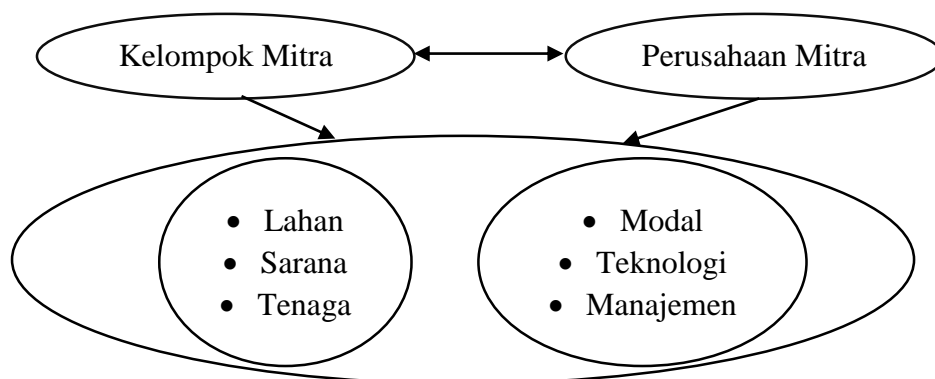 Kelompok Mitra
Perusahaan Mitra
• Lahan
• Sarana
• Tenaga
• Modal
• Teknologi
• Manajemen